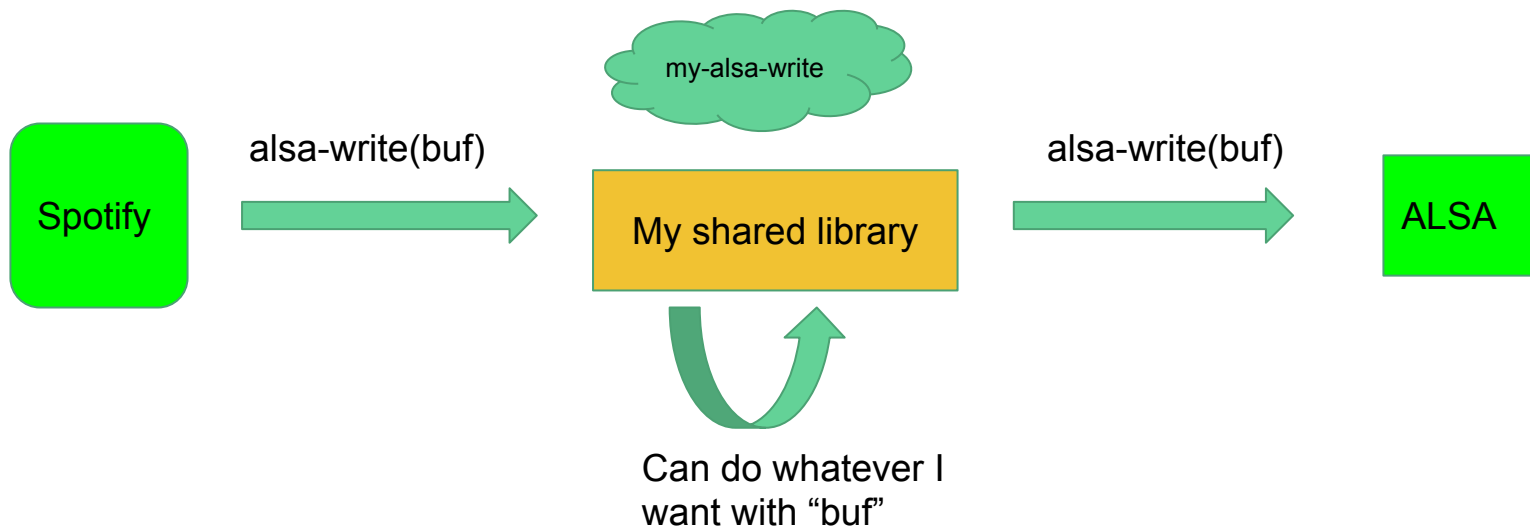 my-alsa-write
alsa-write(buf)
alsa-write(buf)
Spotify
My shared library
ALSA
Can do whatever I
want with “buf”